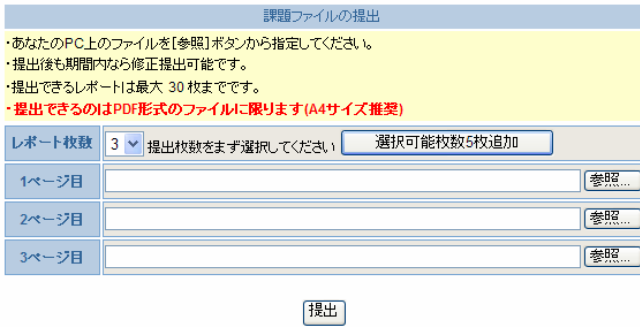 課題ファイルの提出
・あなたのPC上のファイルを[参照]ボタンから指定してください。
・提出後も期間内なら修正提出可能です。
・提出できるレポートは最大 30 枚までです。
・提出できるのはPDF形式のファイルに限ります(A4サイズ推奨)
レポート枚数 3 提出枚数をまず選択してください 選択可能枚数5枚追加
1ページ目 参照...
2ページ目 参照...
3ページ目 参照...
提出